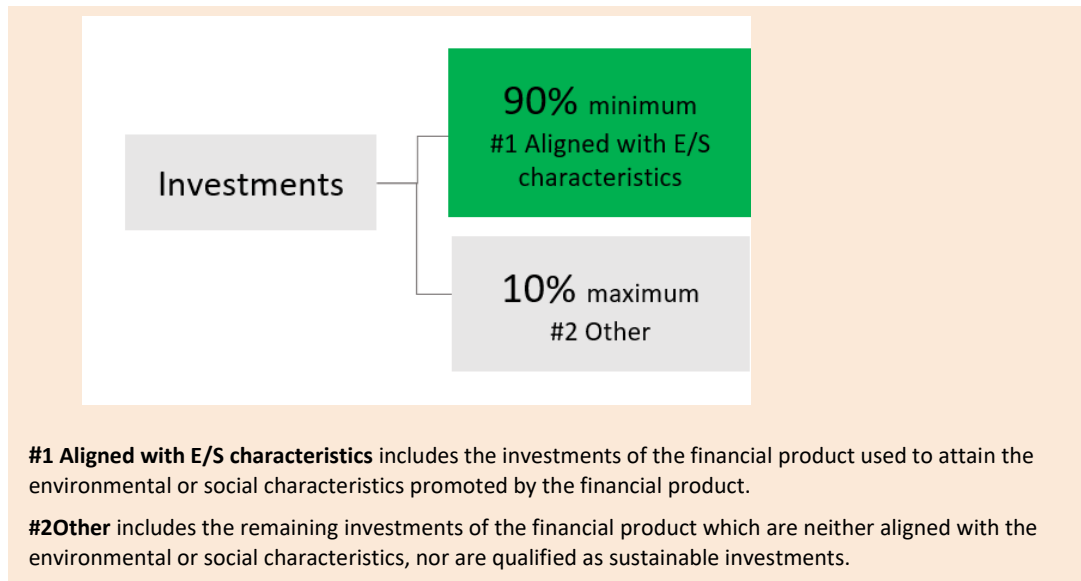 Investments
90% minimum
#1 Aligned with E/S
characteristics
10% maximum
#2 Other
#1 Aligned with E/S characteristics includes the investments of the financial product used to attain the
environmental or social characteristics promoted by the financial product.
#2Other includes the remaining investments of the financial product which are neither aligned with the
environmental or social characteristics, nor are qualified as sustainable investments.